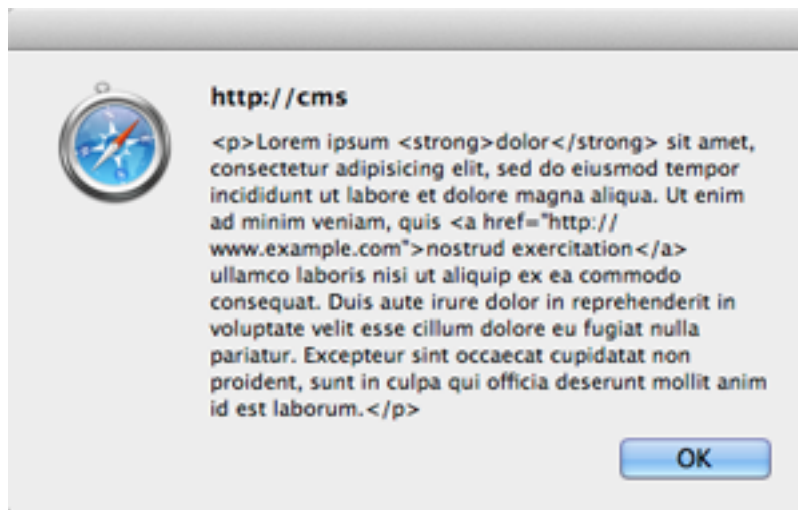 http://cms
<p>Lorem ipsum <strong>dolor</strong> sit amet,
consectetur adipisicing elit, sed do eiusmod tempor
incididunt ut labore et dolore magna aliqua. Ut enim
ad minim veniam, quis <a href="http://
www.example.com">nostrud exercitation</a>
ullamco laboris nisi ut aliquip ex ea commodo
consequat. Duis aute irure dolor in reprehenderit in
voluptate velit esse cillum dolore eu fugiat nulla
pariatur. Excepteur sint occaecat cupidatat non
proident, sunt in culpa qui officia deserunt mollit anim
id est laborum.</p>
OK